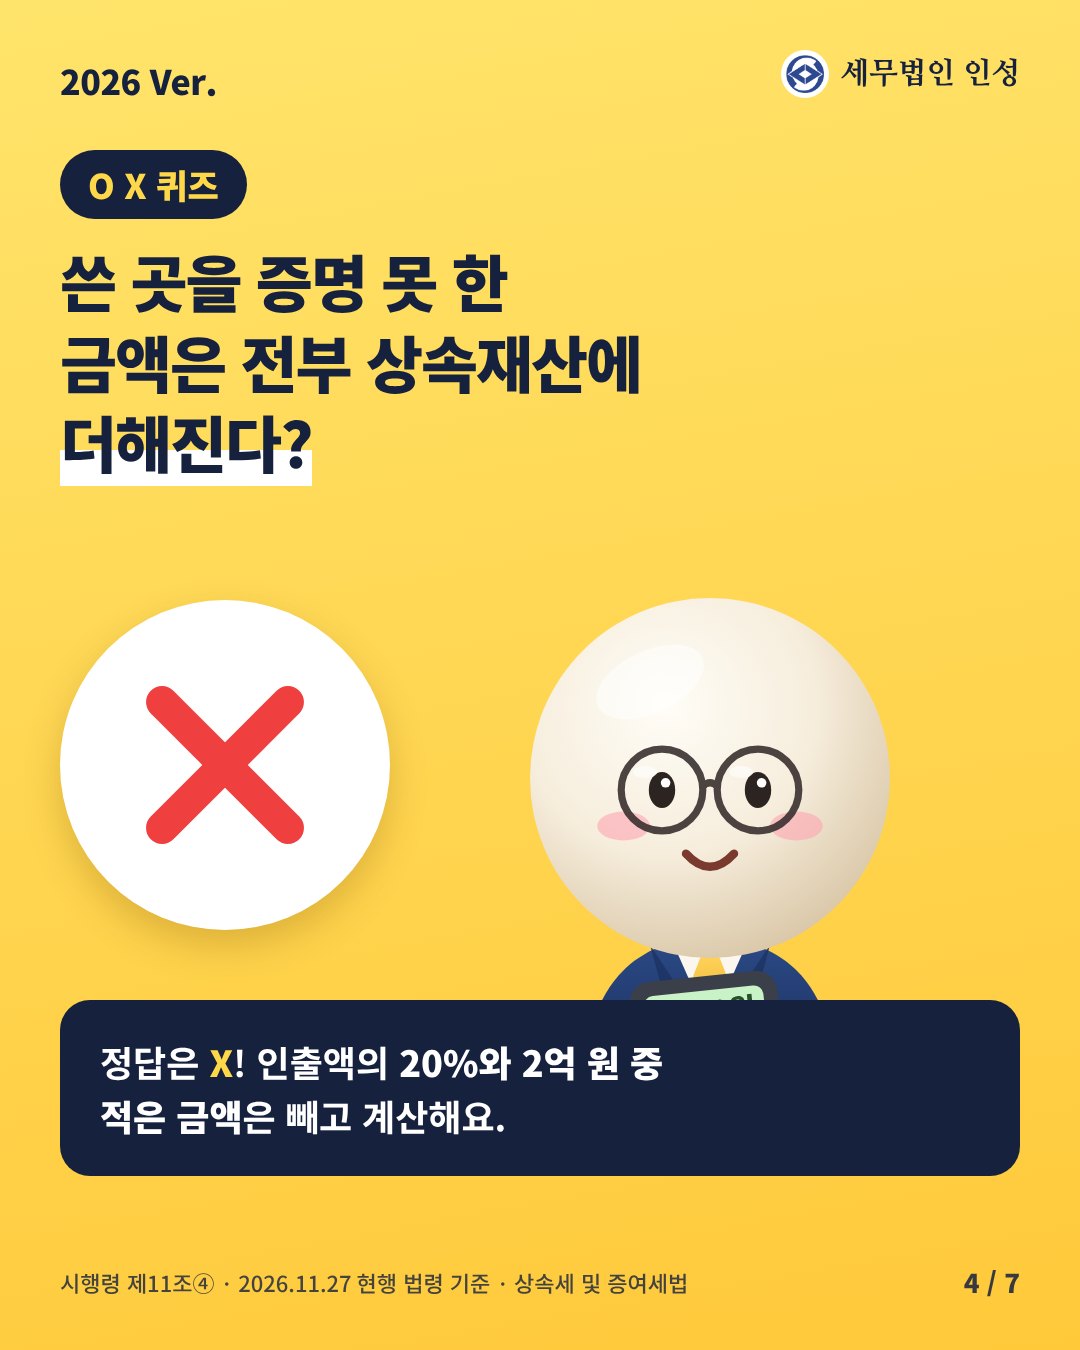 2026 Ver.
세무법인 인성
O X 퀴즈
쓴 곳을 증명 못 한
금액은 전부 상속재산에
더해진다?
정답은 X! 인출액의 20%와 2억 원 중
적은 금액은 빼고 계산해요.
시행령 제11조④ · 2026.11.27 현행 법령 기준 · 상속세 및 증여세법
4 / 7